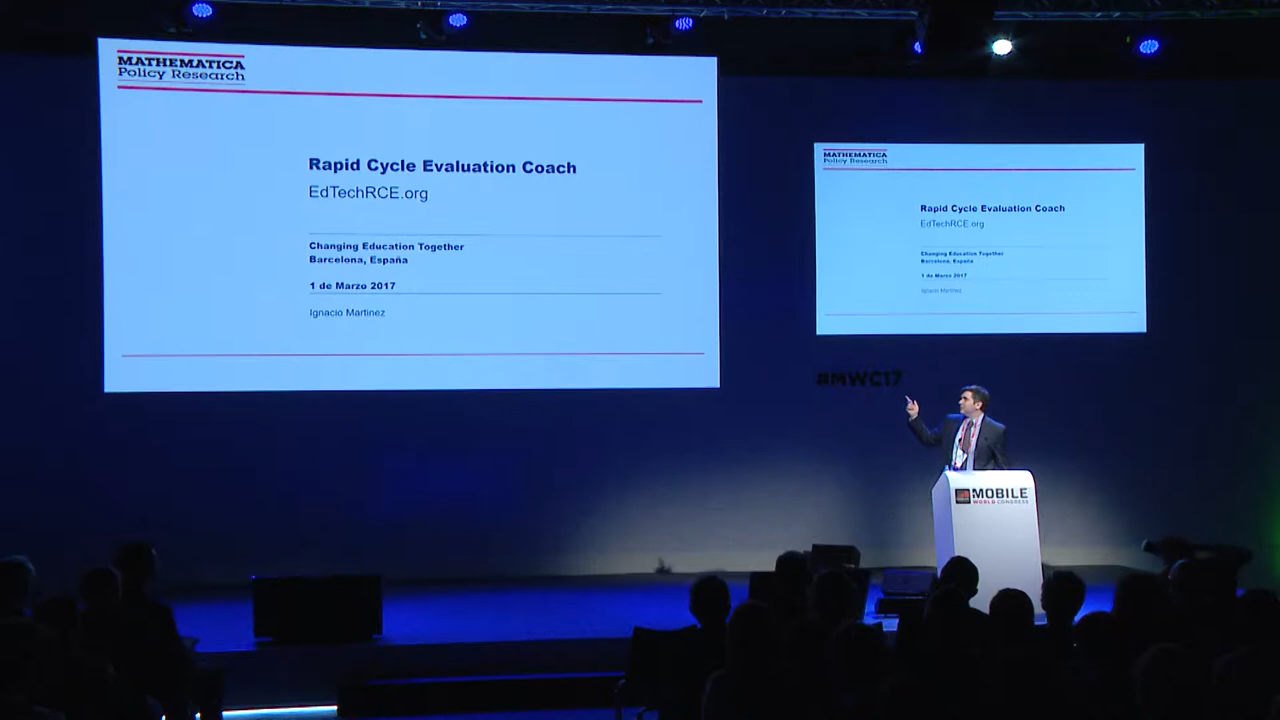 MATHEMATICA
Policy Research
Rapid Cycle Evaluation Coach
EdTechRCE.org
Changing Education Together
Barcelona, España
1 de Marzo 2017
Ignacio Martinez
MATHEMATICA
Policy Research
Rapid Cycle Evaluation Coach
EdTechRCE.org
Changing Education Together
Barcelona, España
1 de Marzo 2017
Ignacio Martinez
#MWC17
MOBILE
WORLD CONGRESS